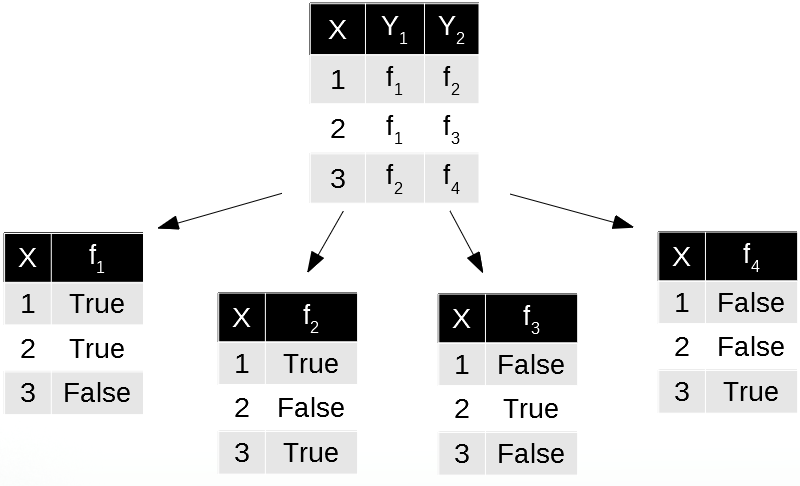 X Y₁ Y₂
1 f₁ f₂
2 f₁ f₃
3 f₂ f₄
X f₁
1 True
2 True
3 False
X f₂
1 True
2 False
3 True
X f₃
1 False
2 True
3 False
X f₄
1 False
2 False
3 True